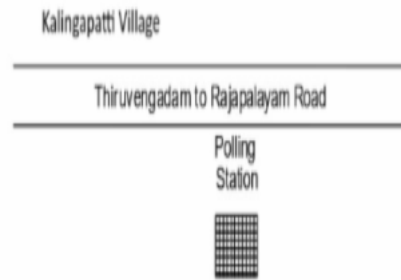 Kalingapatti Village
Thiruvengadam to Rajapalayam Road
Polling
Station